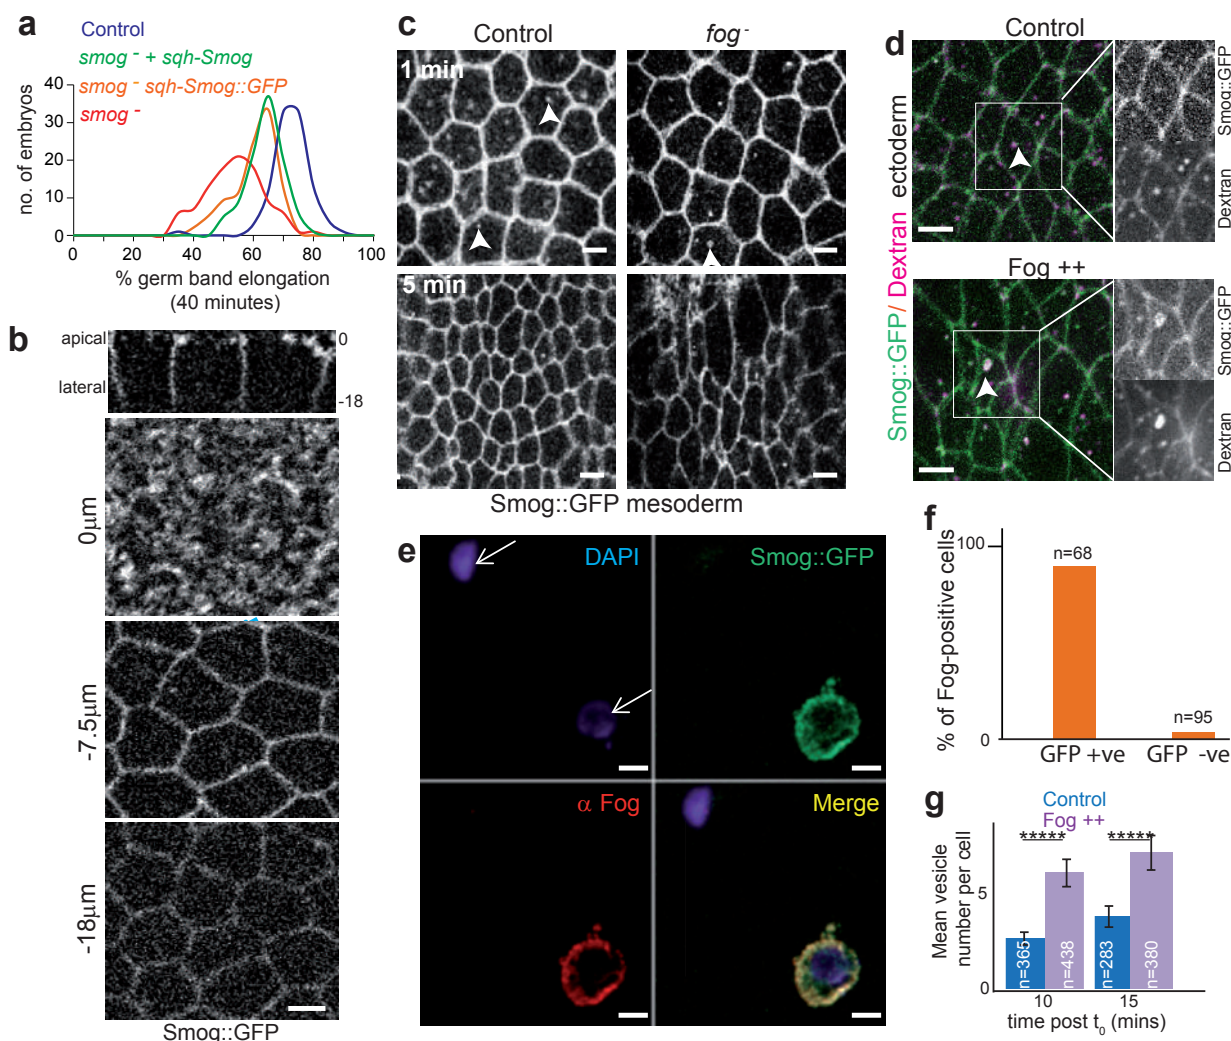 a
Control
smog - + sqh-Smog
smog - sqh-Smog::GFP
smog -
no. of embryos
40
30
20
10
0
0 20 40 60 80 100
% germ band elongation
(40 minutes)
b
apical
lateral
0
-18
0µm
-7.5µm
-18µm
Smog::GFP
c
Control
fog -
1 min
5 min
Smog::GFP mesoderm
d
Control
Smog::GFP/ Dextran ectoderm
Smog::GFP
Dextran
Fog ++
Smog::GFP
Dextran
e
DAPI
Smog::GFP
α Fog
Merge
f
% of Fog-positive cells
100
0
n=68
n=95
GFP +ve
GFP -ve
g
Control
Fog ++
Mean vesicle
number per cell
5
0
*****
*****
n=365
n=438
n=283
n=380
10 15
time post t0 (mins)